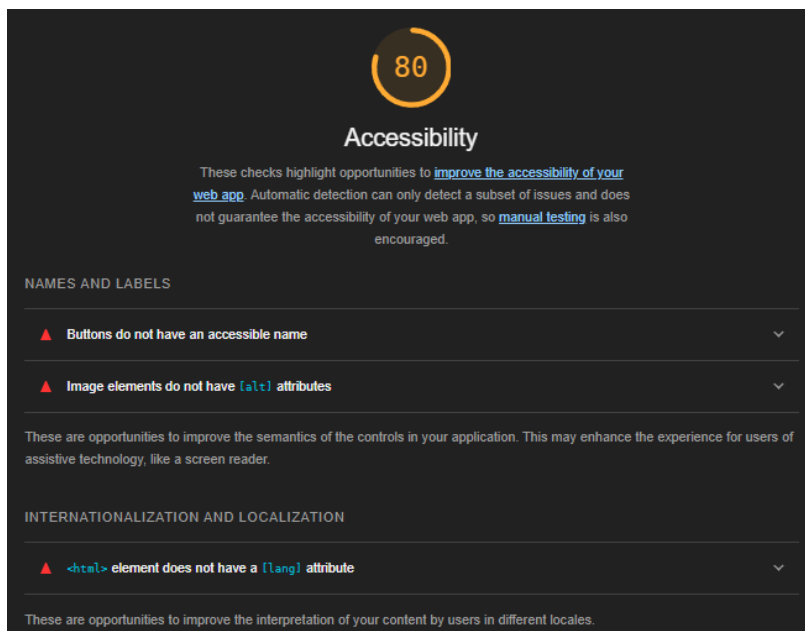 80
Accessibility
These checks highlight opportunities to improve the accessibility of your
web app. Automatic detection can only detect a subset of issues and does
not guarantee the accessibility of your web app, so manual testing is also
encouraged.
NAMES AND LABELS
Buttons do not have an accessible name
Image elements do not have [alt] attributes
These are opportunities to improve the semantics of the controls in your application. This may enhance the experience for users of
assistive technology, like a screen reader.
INTERNATIONALIZATION AND LOCALIZATION
<html> element does not have a [lang] attribute
These are opportunities to improve the interpretation of your content by users in different locales.